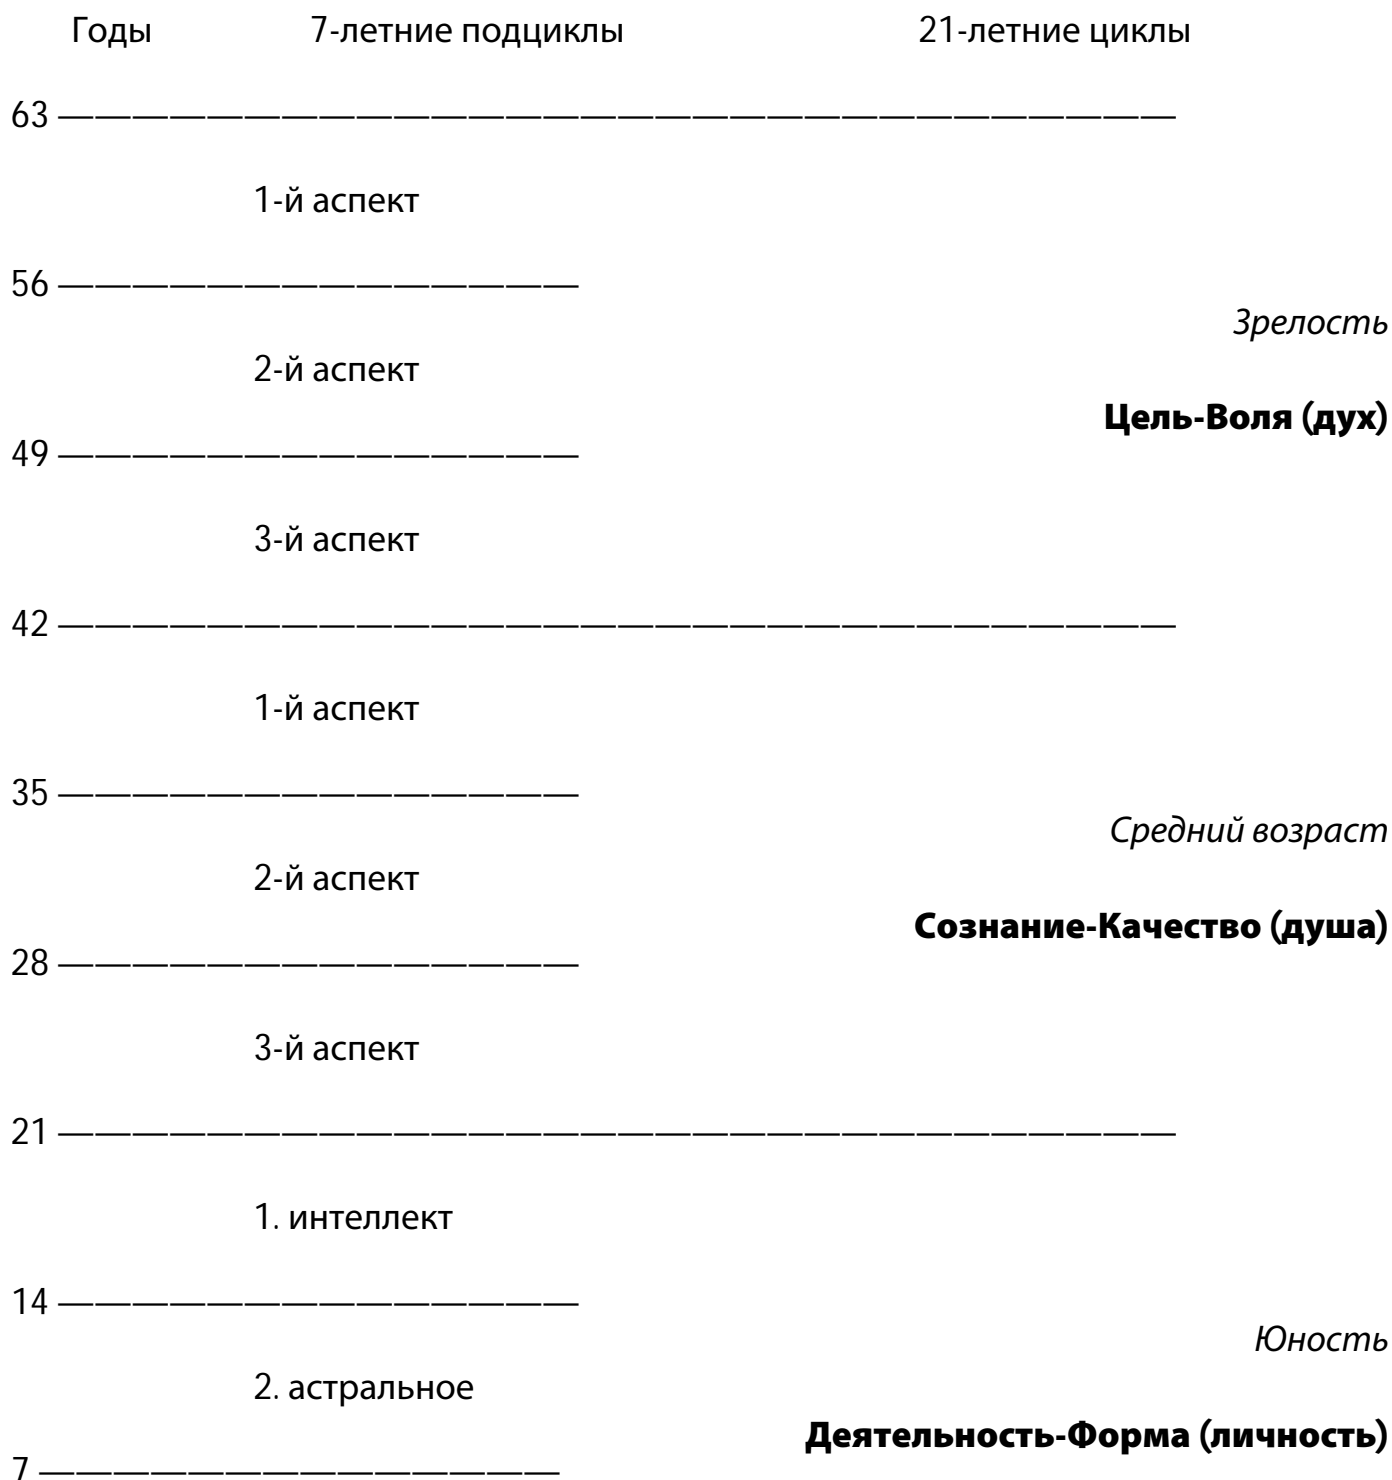 Годы 7-летние подциклы 21-летние циклы
63 ——————————————————————————————
1-й аспект
56 ——————————————
Зрелость
2-й аспект
Цель-Воля (дух)
49 ——————————————
3-й аспект
42 ——————————————————————————————
1-й аспект
35 ——————————————
Средний возраст
2-й аспект
Сознание-Качество (душа)
28 ——————————————
3-й аспект
21 ——————————————————————————————
1. интеллект
14 ——————————————
Юность
2. астральное
Деятельность-Форма (личность)
7 ——————————————